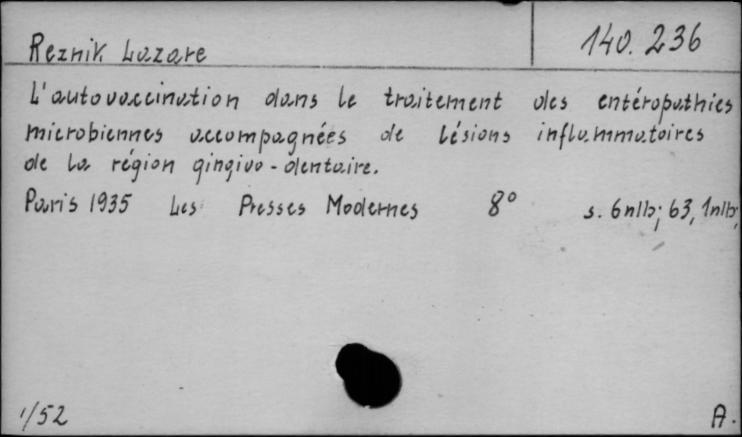 Reznik Lazare
140.236
L'autovaccination dans le traitement des entéropathies
microbiennes accompagnées de lésions inflammatoires
de la région gingivo-dentaire.
Paris 1935 Les Presses Modernes 8° s. 6nlb; 63, 1nlb;
1/52
A.